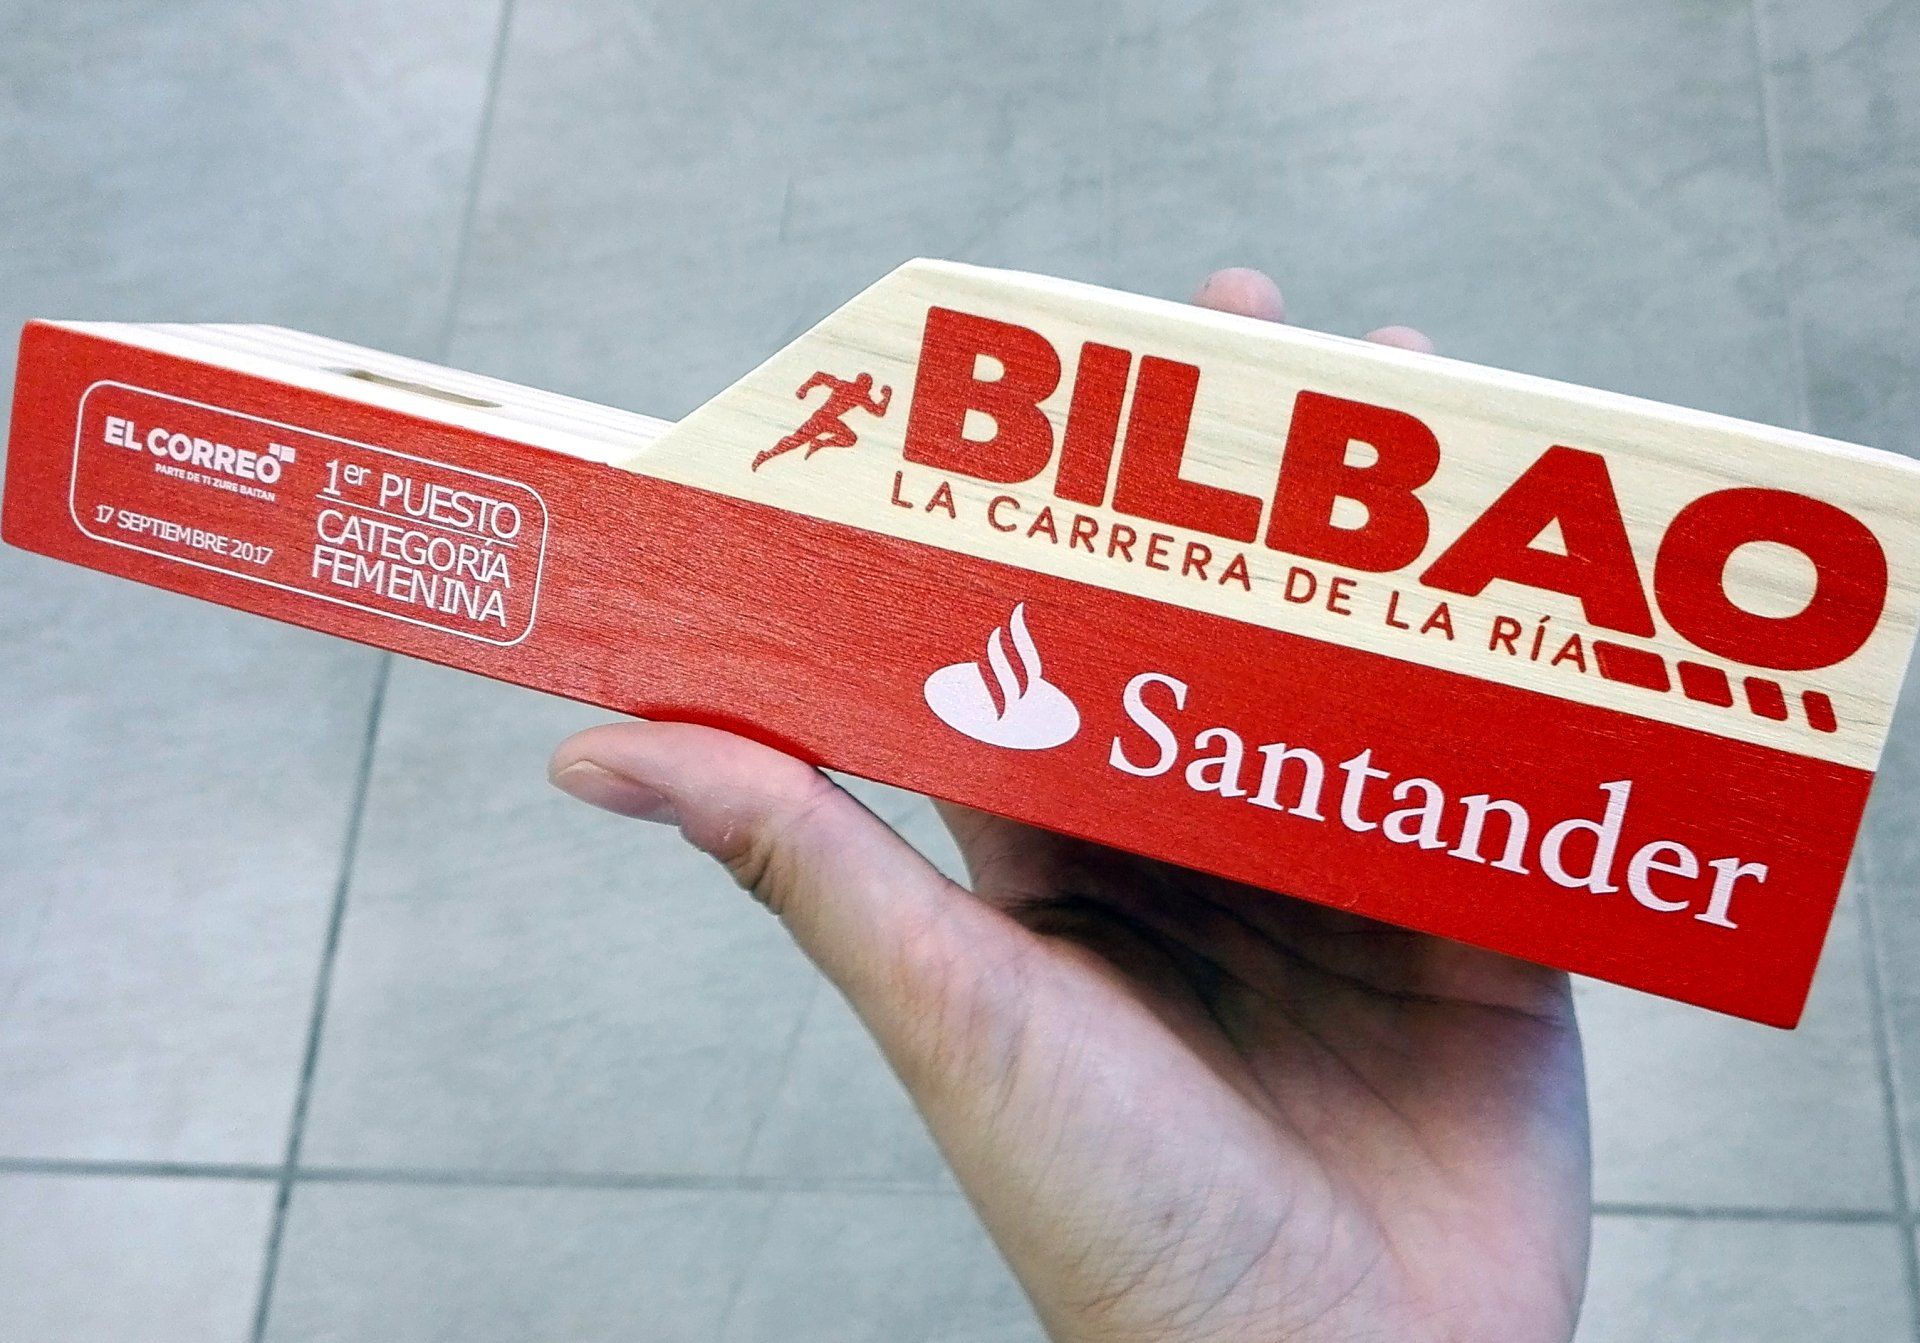 EL CORREO
PARTE DE TI ZURE BAITAN
17 SEPTIEMBRE 2017
1er PUESTO
CATEGORÍA
FEMENINA
BILBAO
LA CARRERA DE LA RÍA
Santander